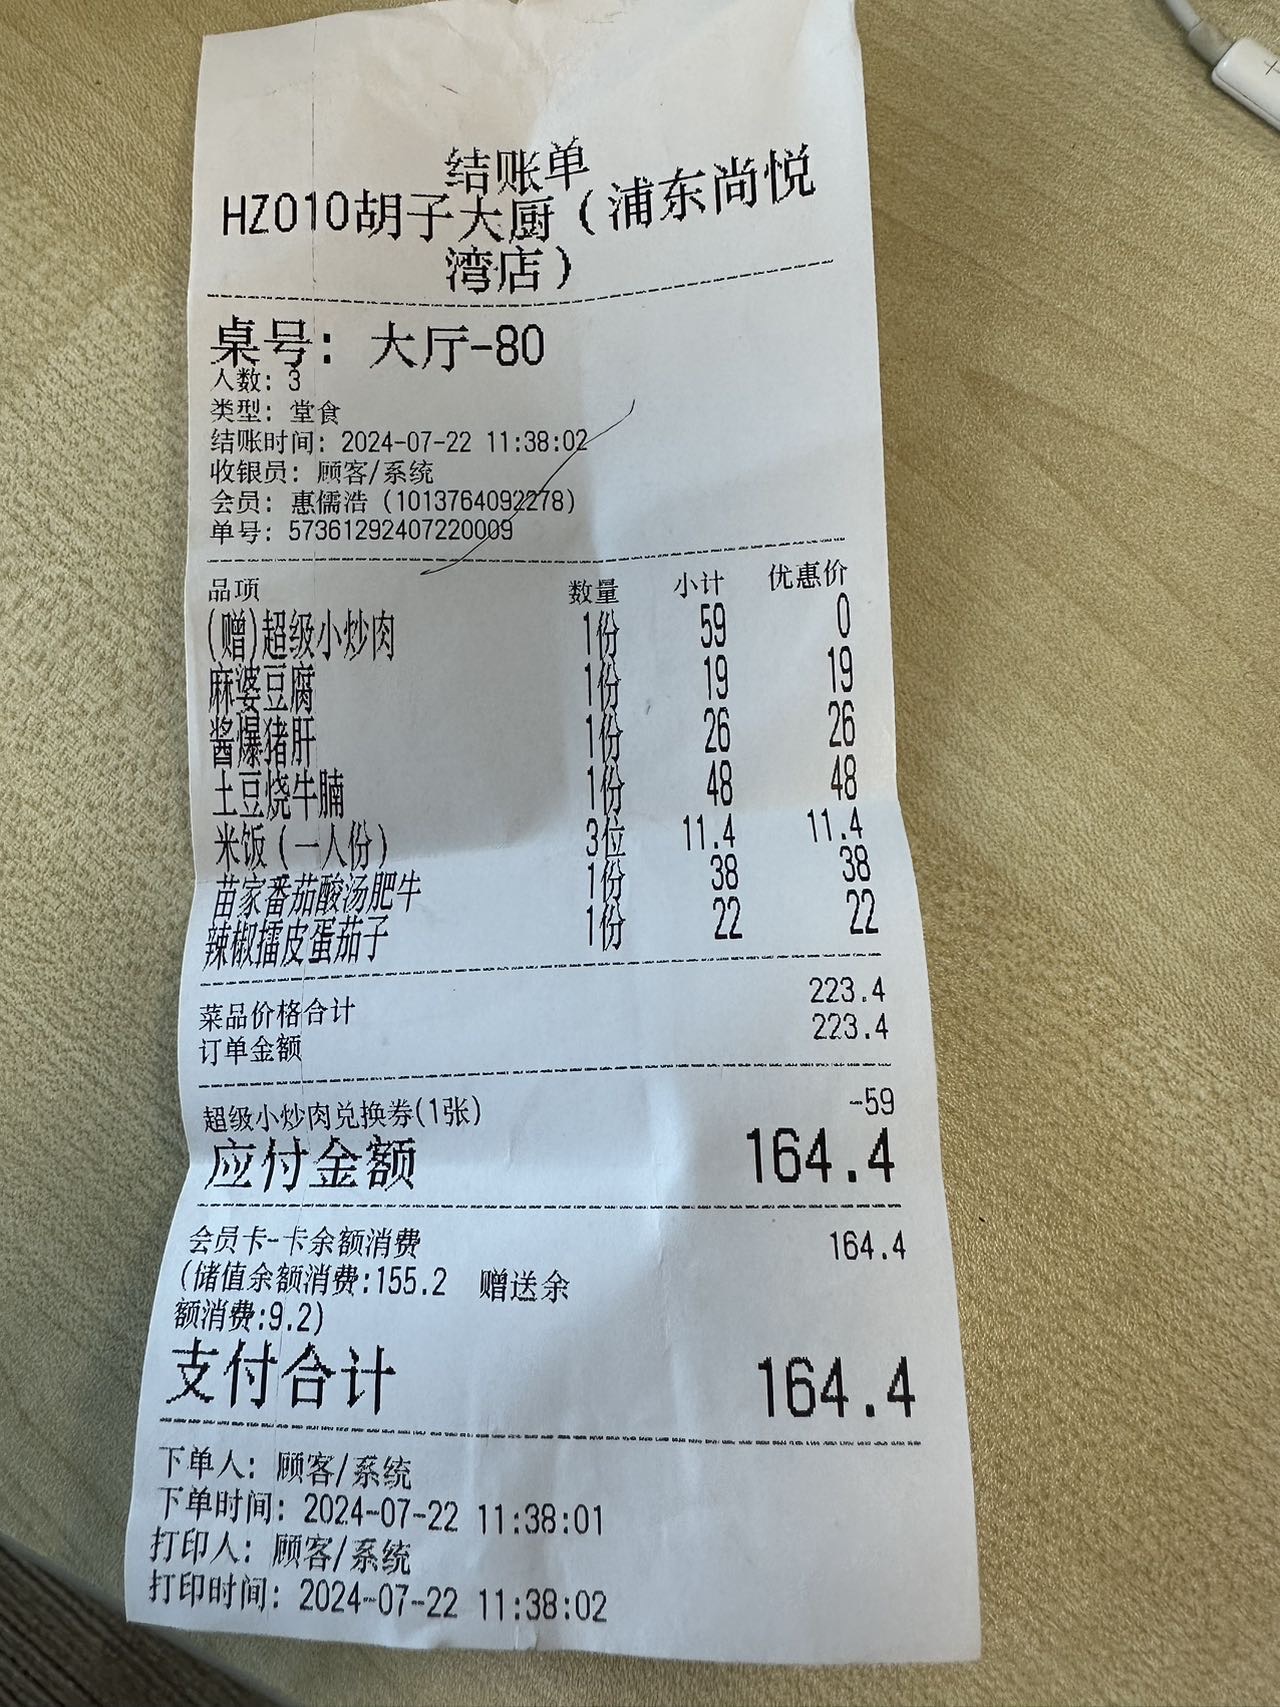 结账单
HZ010胡子大厨（浦东尚悦
湾店）
桌号: 大厅-80
人数: 3
类型: 堂食
结账时间: 2024-07-22 11:38:02
收银员: 顾客/系统
会员: 惠儒浩 (1013764092278)
单号: 57361292407220009
品项 数量 小计 优惠价
(赠)超级小炒肉 1份 59 0
麻婆豆腐 1份 19 19
酱爆猪肝 1份 26 26
土豆烧牛腩 1份 48 48
米饭（一人份） 3位 11.4 11.4
苗家番茄酸汤肥牛 1份 38 38
辣椒擂皮蛋茄子 1份 22 22
菜品价格合计 223.4
订单金额 223.4
超级小炒肉兑换券(1张) -59
应付金额 164.4
会员卡-卡余额消费 164.4
(储值余额消费:155.2 赠送余
额消费:9.2)
支付合计 164.4
下单人: 顾客/系统
下单时间: 2024-07-22 11:38:01
打印人: 顾客/系统
打印时间: 2024-07-22 11:38:02